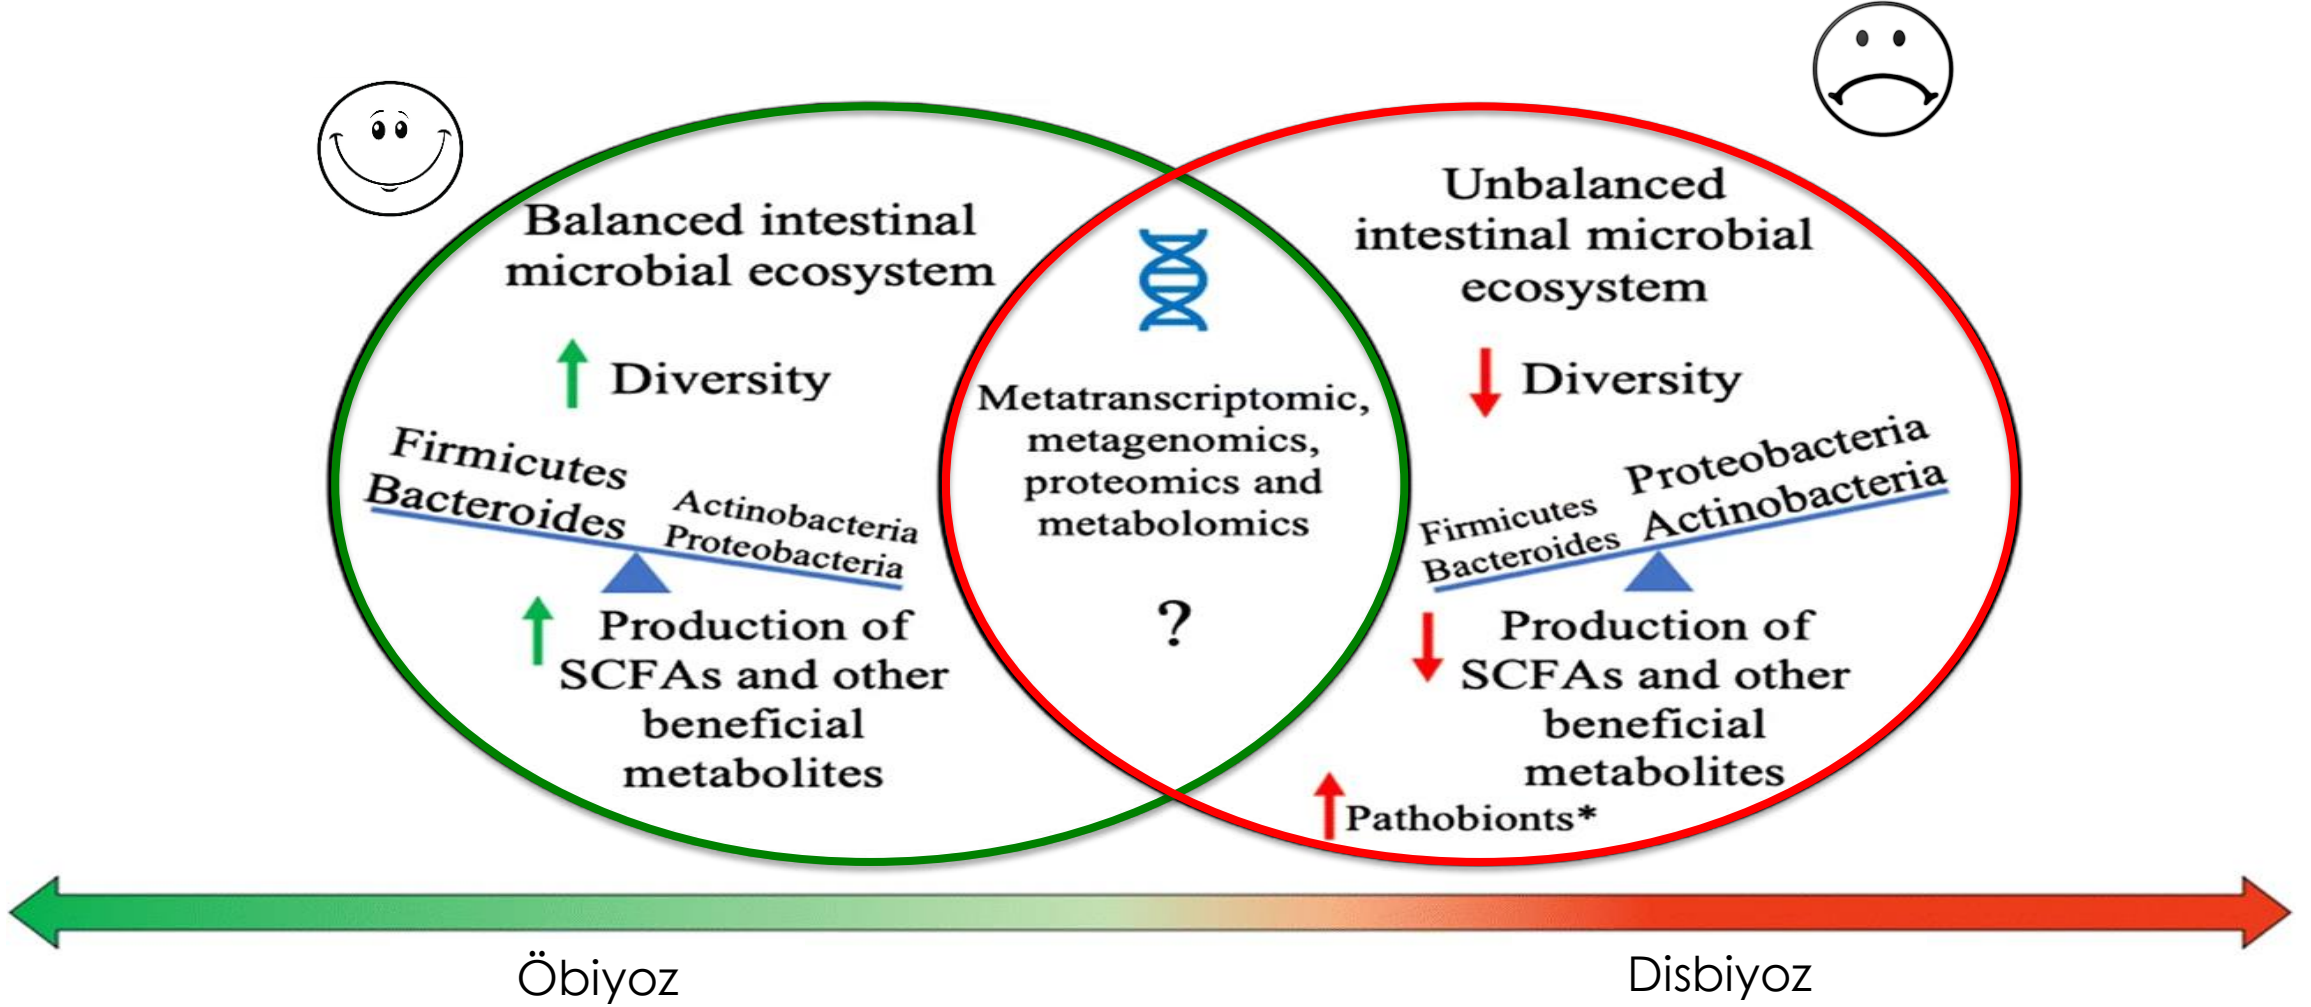 Balanced intestinal
microbial ecosystem
Diversity
Firmicutes
Bacteroides
Actinobacteria
Proteobacteria
Production of
SCFAs and other
beneficial
metabolites
Metatranscriptomic,
metagenomics,
proteomics and
metabolomics
?
Unbalanced
intestinal microbial
ecosystem
Diversity
Firmicutes
Bacteroides
Proteobacteria
Actinobacteria
Production of
SCFAs and other
beneficial
metabolites
Pathobionts*
Öbiyoz
Disbiyoz